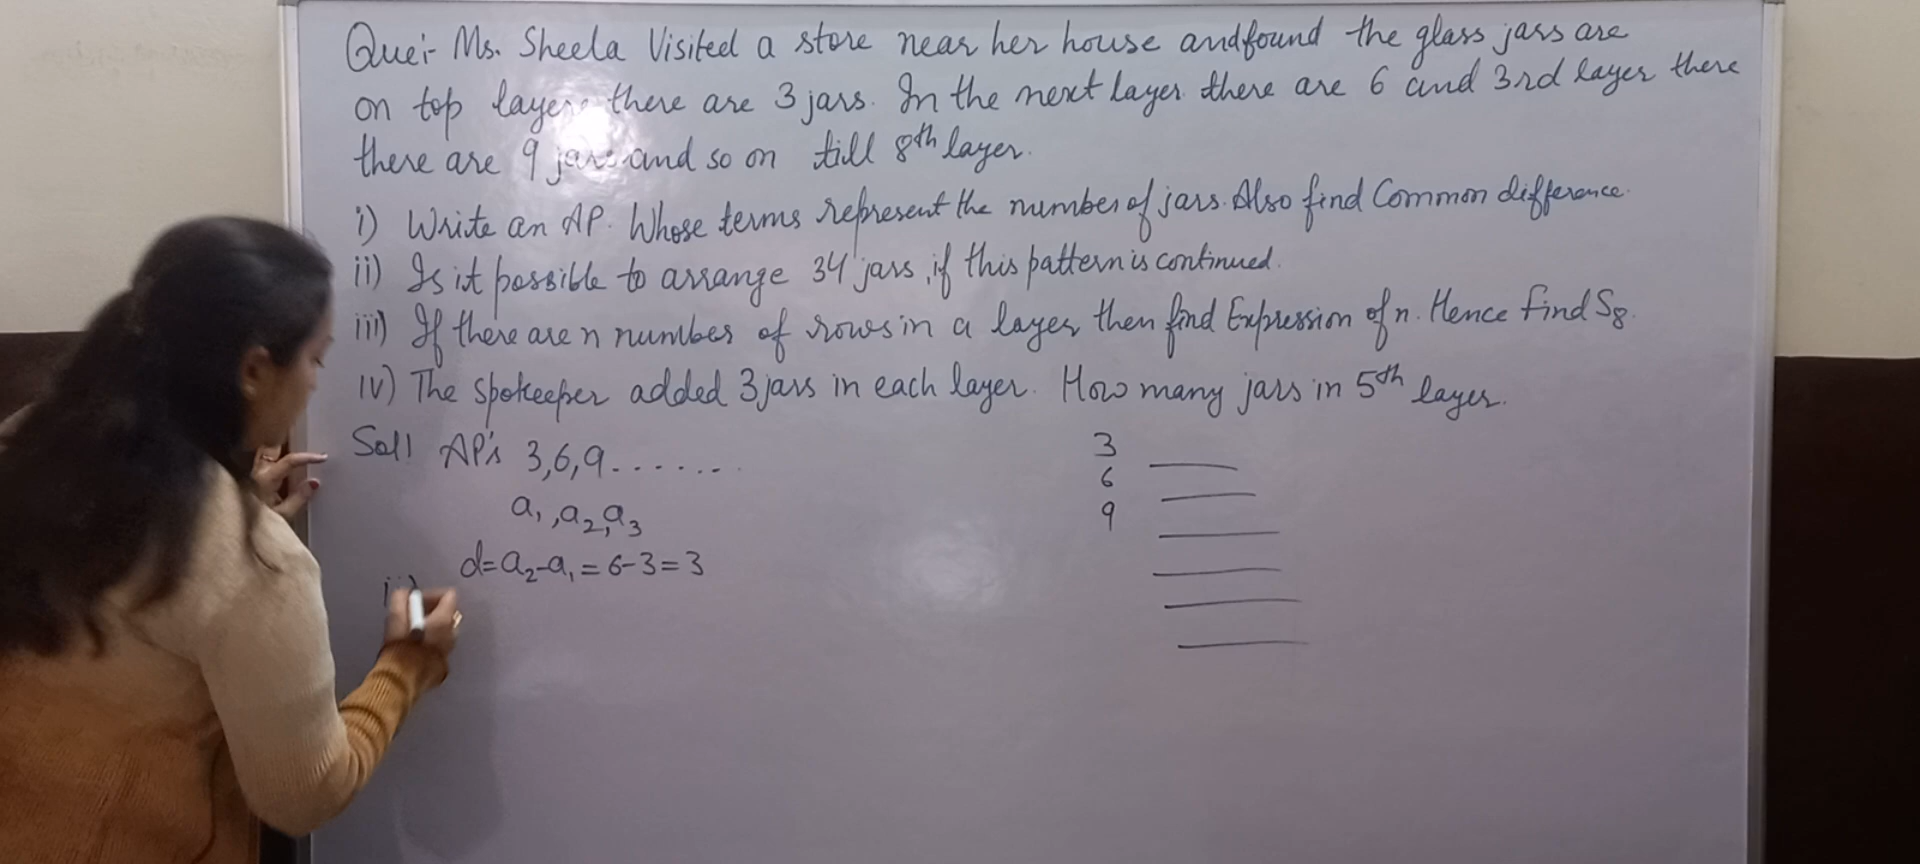 Que:- Ms. Sheela Visited a store near her house and found the glass jars are
on top layer there are 3 jars. In the next layer there are 6 and 3rd layer there
there are 9 jars and so on till 8th layer.
i) Write an AP. Whose terms represent the number of jars. Also find Common difference.
ii) Is it possible to arrange 34 jars, if this pattern is continued.
iii) If there are n number of rows in a layer then find Expression of n. Hence find S8.
iv) The Spokeeper added 3 jars in each layer. How many jars in 5th layer.
Sol! AP's 3,6,9.......
a1, a2, a3
d=a2-a1=6-3=3
3
6
9